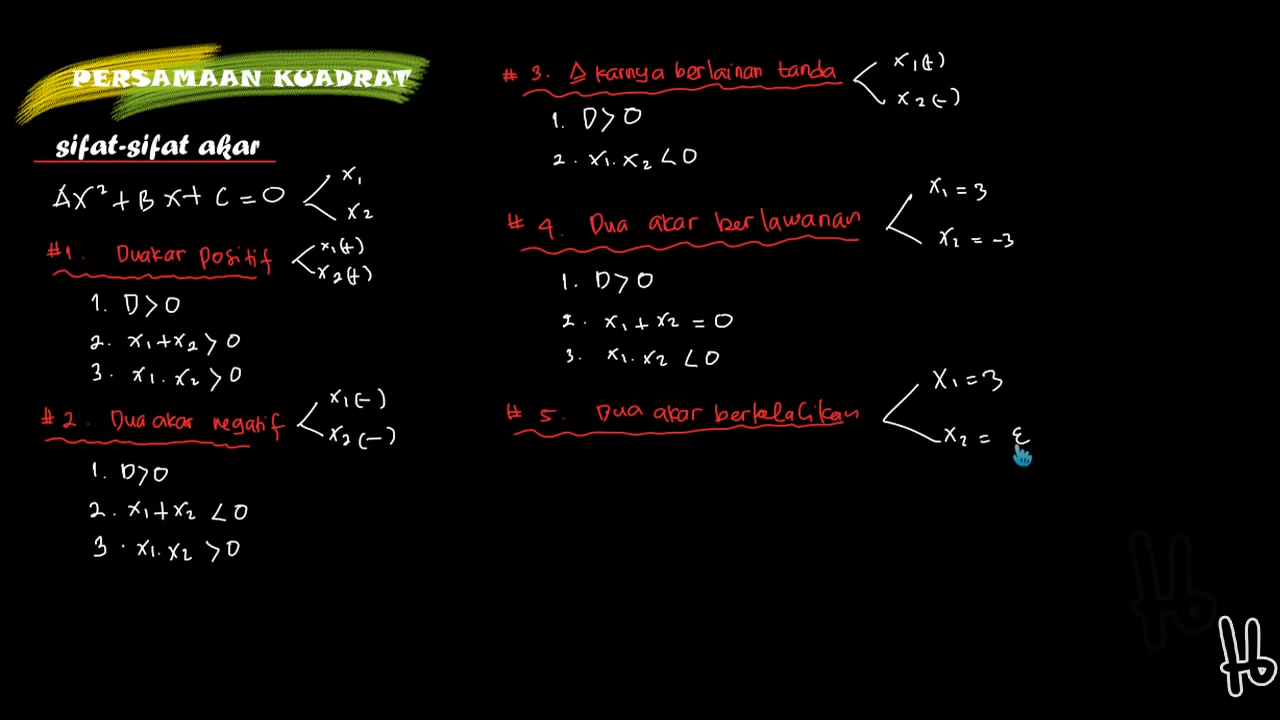 PERSAMAAN KUADRAT
sifat-sifat akar
AX² + BX + C = 0
x₁
x₂
#1. Duakar positif
x₁(+)
x₂(+)
1. D > 0
2. x₁+x₂ > 0
3. x₁.x₂ > 0
#2. Dua akar negatif
x₁(-)
x₂(-)
1. D > 0
2. x₁+x₂ < 0
3. x₁.x₂ > 0
#3. Akarnya berlainan tanda
x₁(+)
x₂(-)
1. D > 0
2. x₁.x₂ < 0
#4. Dua akar berlawanan
x₁ = 3
x₂ = -3
1. D > 0
2. x₁ + x₂ = 0
3. x₁.x₂ < 0
#5. Dua akar berkelalikan
x₁ = 3
x₂ =